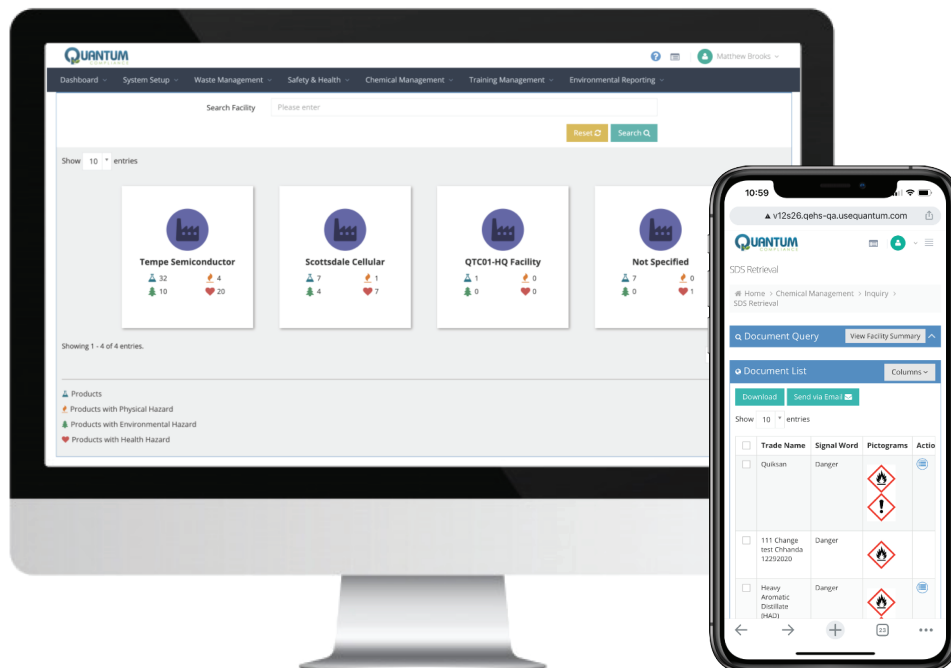 QUANTUM
COMPLIANCE
Matthew Brooks
Dashboard
System Setup
Waste Management
Safety & Health
Chemical Management
Training Management
Environmental Reporting
Search Facility
Please enter
Reset
Search
Show 10 entries
Tempe Semiconductor
32
4
10
20
Scottsdale Cellular
7
1
4
7
QTC01-HQ Facility
1
0
0
0
Not Specified
7
0
0
1
Showing 1 - 4 of 4 entries.
Products
Products with Physical Hazard
Products with Environmental Hazard
Products with Health Hazard
10:59
v12s26.qehs-qa.usequantum.com
QUANTUM
COMPLIANCE
SDS Retrieval
Home > Chemical Management > Inquiry >
SDS Retrieval
Document Query
View Facility Summary
Document List
Columns
Download
Send via Email
Show 10 entries
Trade Name Signal Word Pictograms Actio
Quiksan Danger
111 Change Danger
test Chhanda
12292020
Heavy Danger
Aromatic
Distillate
(HAD)
23